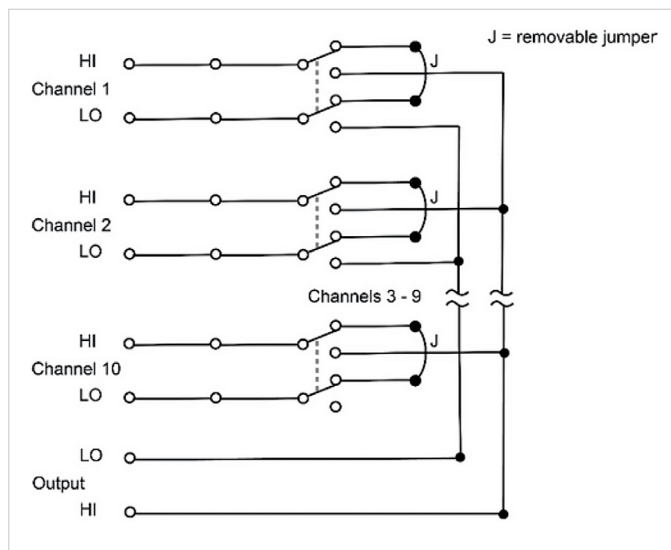 J = removable jumper
HI
J
Channel 1
LO
HI
J
Channel 2
LO
Channels 3 - 9
HI
J
Channel 10
LO
LO
Output
HI